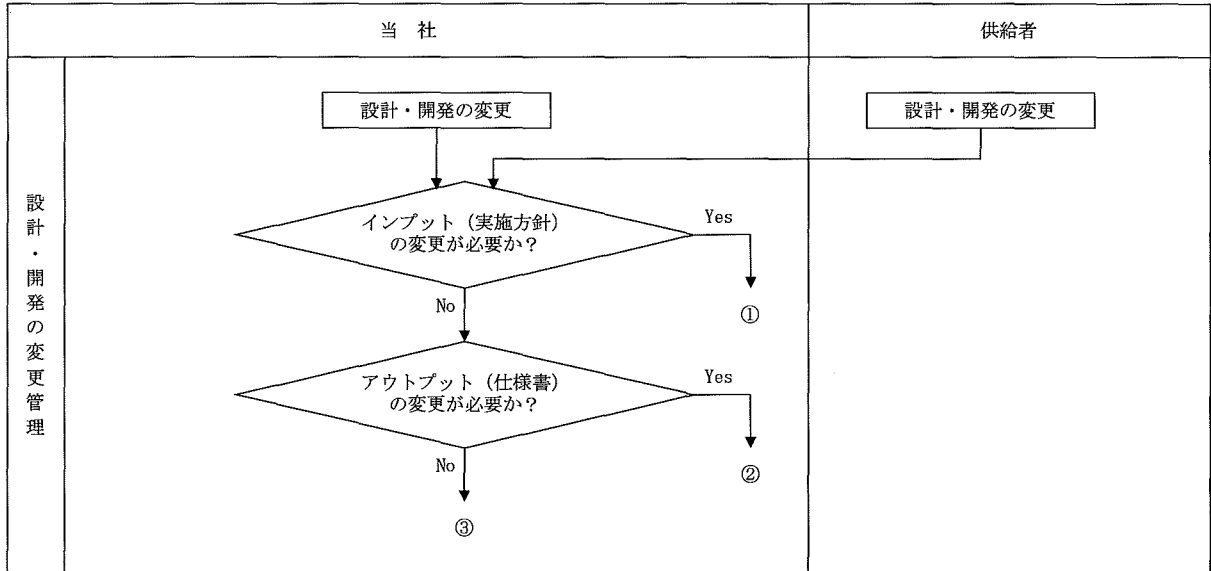 当 社
供給者
設計・開発の変更管理
設計・開発の変更
設計・開発の変更
インプット（実施方針）
の変更が必要か？
Yes
①
No
アウトプット（仕様書）
の変更が必要か？
Yes
②
No
③